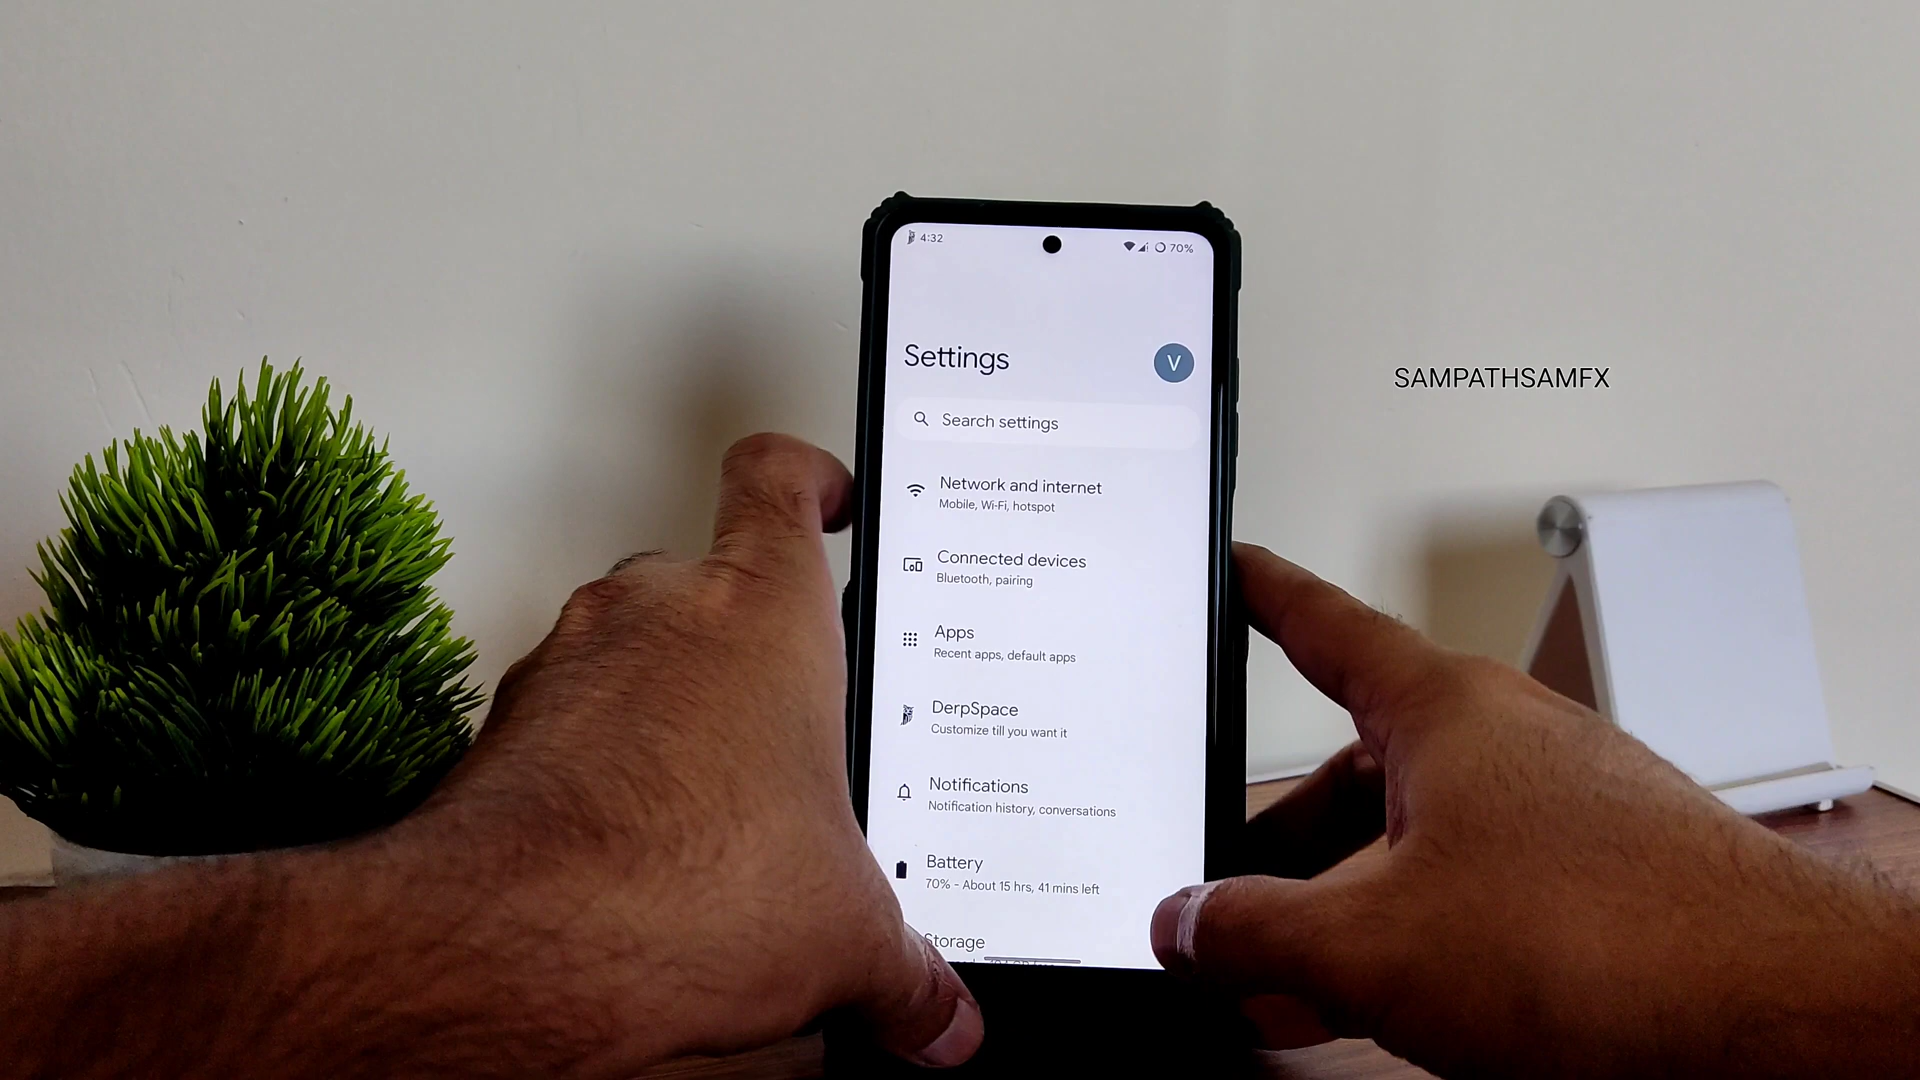 4:32
70%
Settings
V
Search settings
Network and internet
Mobile, Wi-Fi, hotspot
Connected devices
Bluetooth, pairing
Apps
Recent apps, default apps
DerpSpace
Customize till you want it
Notifications
Notification history, conversations
Battery
70% - About 15 hrs, 41 mins left
Storage
SAMPATHSAMFX